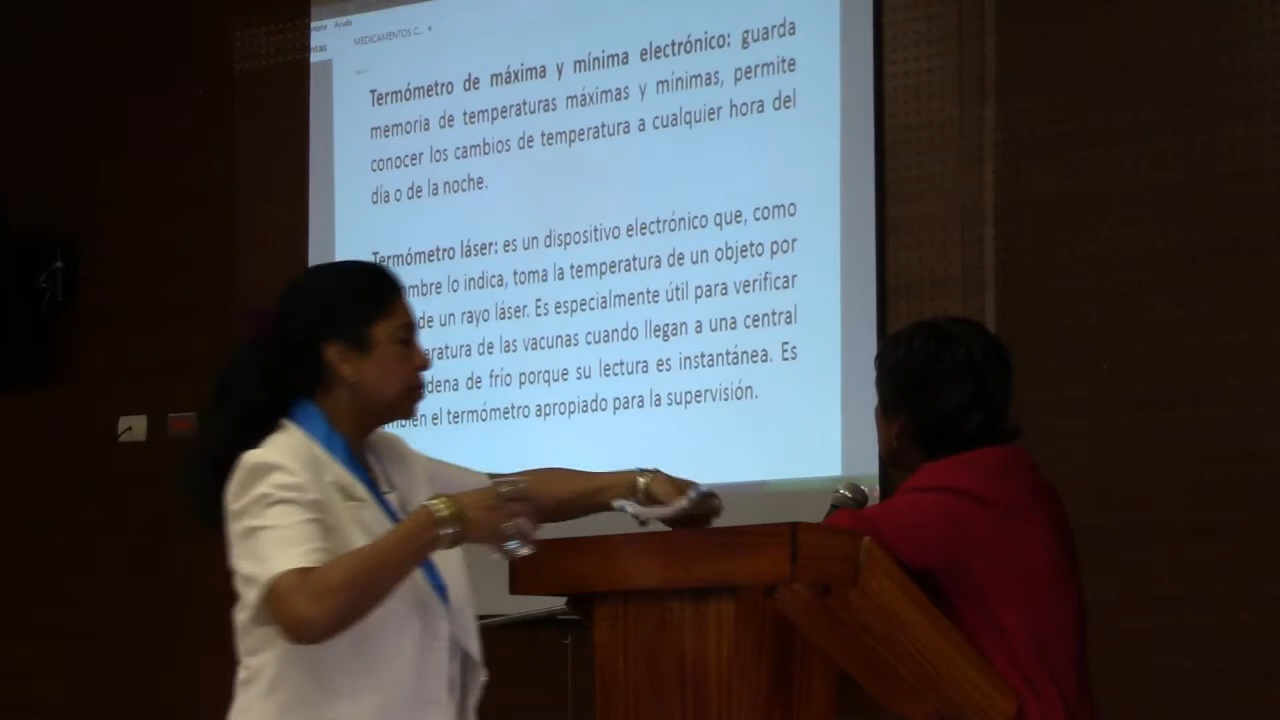 Ayuda
MEDICAMENTOS C... ×
Termómetro de máxima y mínima electrónico: guarda
memoria de temperaturas máximas y mínimas, permite
conocer los cambios de temperatura a cualquier hora del
día o de la noche.
Termómetro láser: es un dispositivo electrónico que, como
lo indica, toma la temperatura de un objeto por
de un rayo láser. Es especialmente útil para verificar
de las vacunas cuando llegan a una central
de frío porque su lectura es instantánea. Es
el termómetro apropiado para la supervisión.